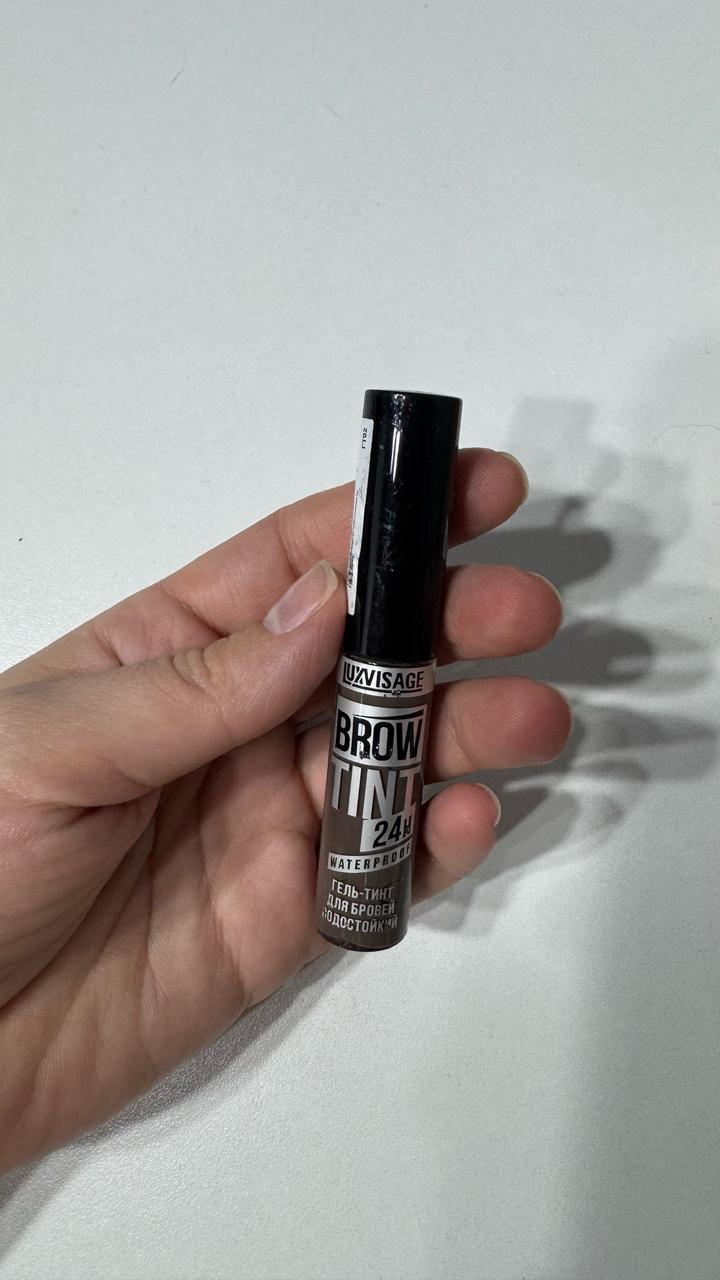 LUXVISAGE
BROW
TINT
24H
WATERPROOF
ГЕЛЬ-ТИНТ
ДЛЯ БРОВЕЙ
ВОДОСТОЙКИЙ